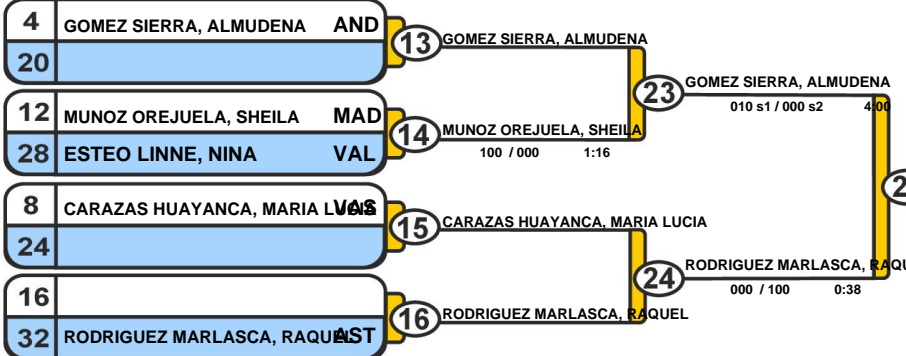 4 GOMEZ SIERRA, ALMUDENA AND
20
12 MUNOZ OREJUELA, SHEILA MAD
28 ESTEO LINNE, NINA VAL
8 CARAZAS HUAYANCA, MARIA LUCIA VAS
24
16
32 RODRIGUEZ MARLASCA, RAQUEL AST
13 GOMEZ SIERRA, ALMUDENA
14 MUNOZ OREJUELA, SHEILA
100 / 000 1:16
15 CARAZAS HUAYANCA, MARIA LUCIA
16 RODRIGUEZ MARLASCA, RAQUEL
23 GOMEZ SIERRA, ALMUDENA
010 s1 / 000 s2 4:00
24 RODRIGUEZ MARLASCA,
000 / 100 0:38